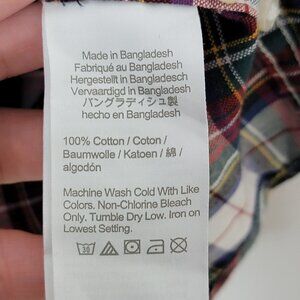 Made in Bangladesh
Fabriqué au Bangladesh
Hergestellt in Bangladesch
Vervaardigd in Bangladesh
バングラディシュ製
hecho en Bangladesh
100% Cotton / Coton /
Baumwolle / Katoen / 綿 /
algodón
Machine Wash Cold With Like
Colors. Non-Chlorine Bleach
Only. Tumble Dry Low. Iron on
Lowest Setting.
30